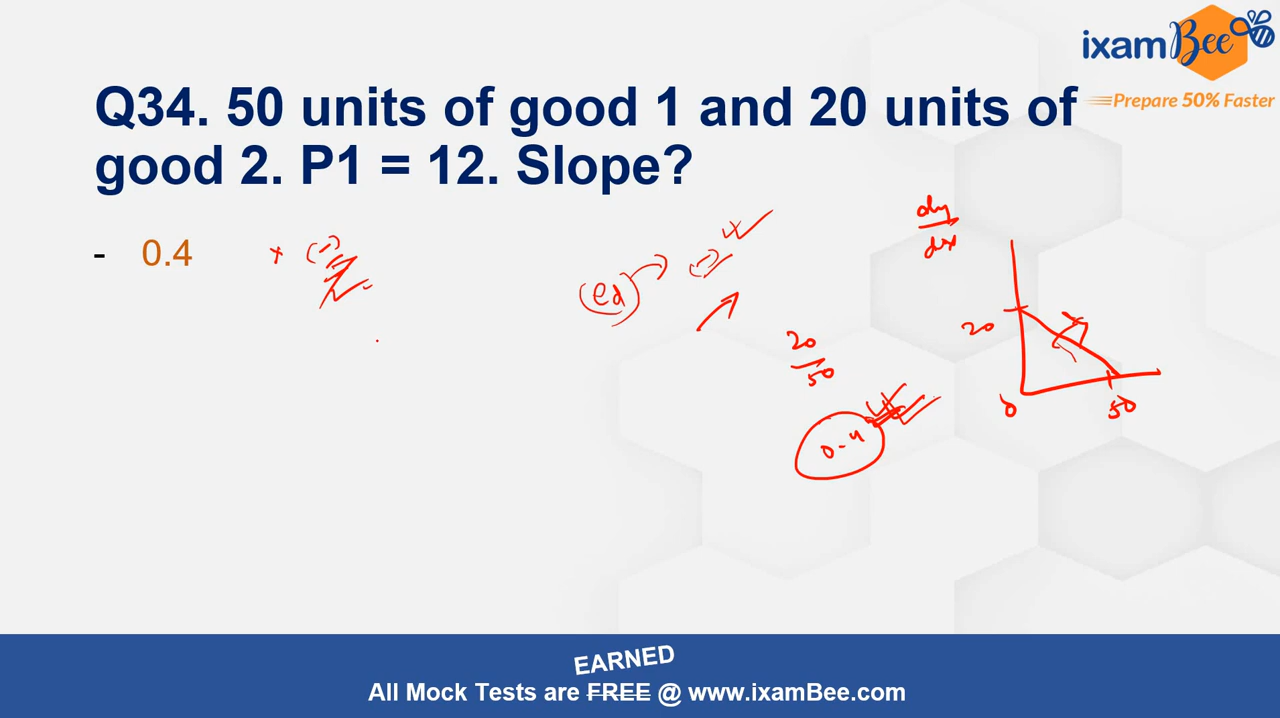 ixamBee
Prepare 50% Faster
Q34. 50 units of good 1 and 20 units of
good 2. P1 = 12. Slope?
- 0.4
+ (-)
(ed)
(-)
dy
dx
20
50
0.4
20
0
50
EARNED
All Mock Tests are FREE @ www.ixamBee.com